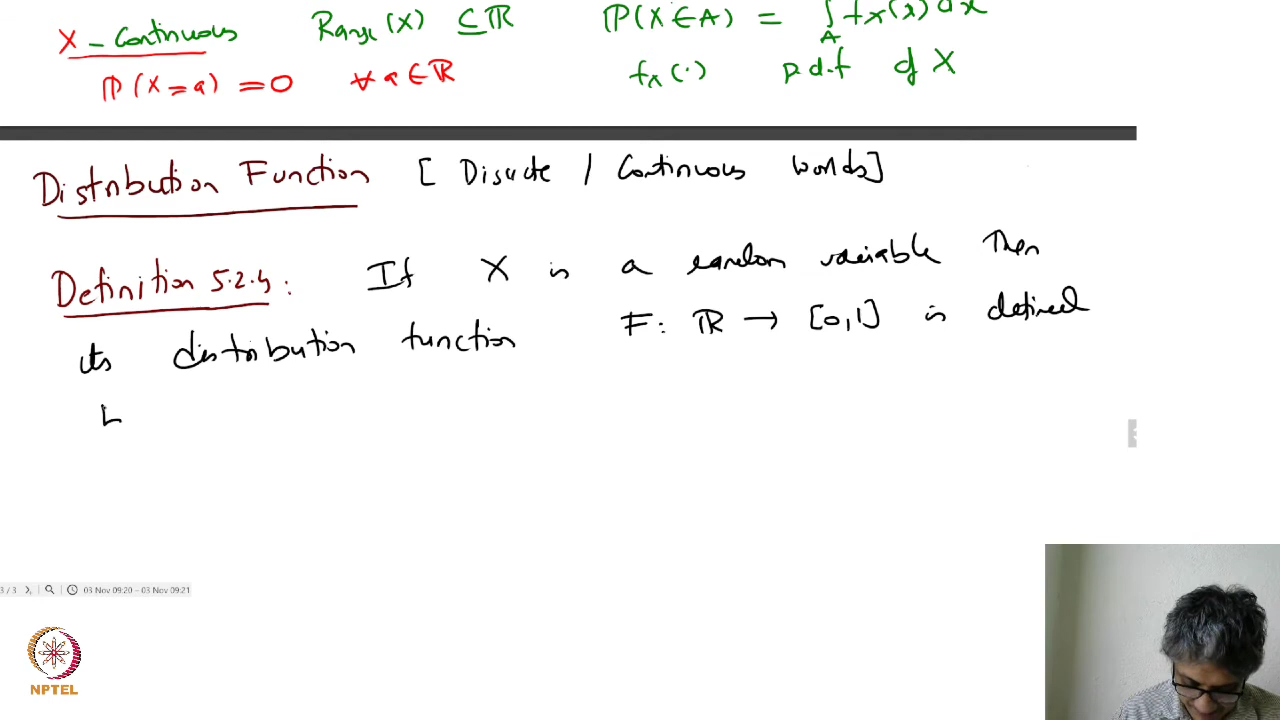 X - Continuous Range(X) ⊆ ℝ ℙ(X ∈ A) = ∫_A f_X(x) dx
ℙ(X = a) = 0 ∀ a ∈ ℝ f_X(·) p.d.f of X
Distribution Function [ Discrete / Continuous worlds]
Definition 5.2.4: If X is a random variable then
its distribution function F: ℝ → [0,1] is defined
3 / 3 03 Nov 09:20 – 03 Nov 09:21
NPTEL